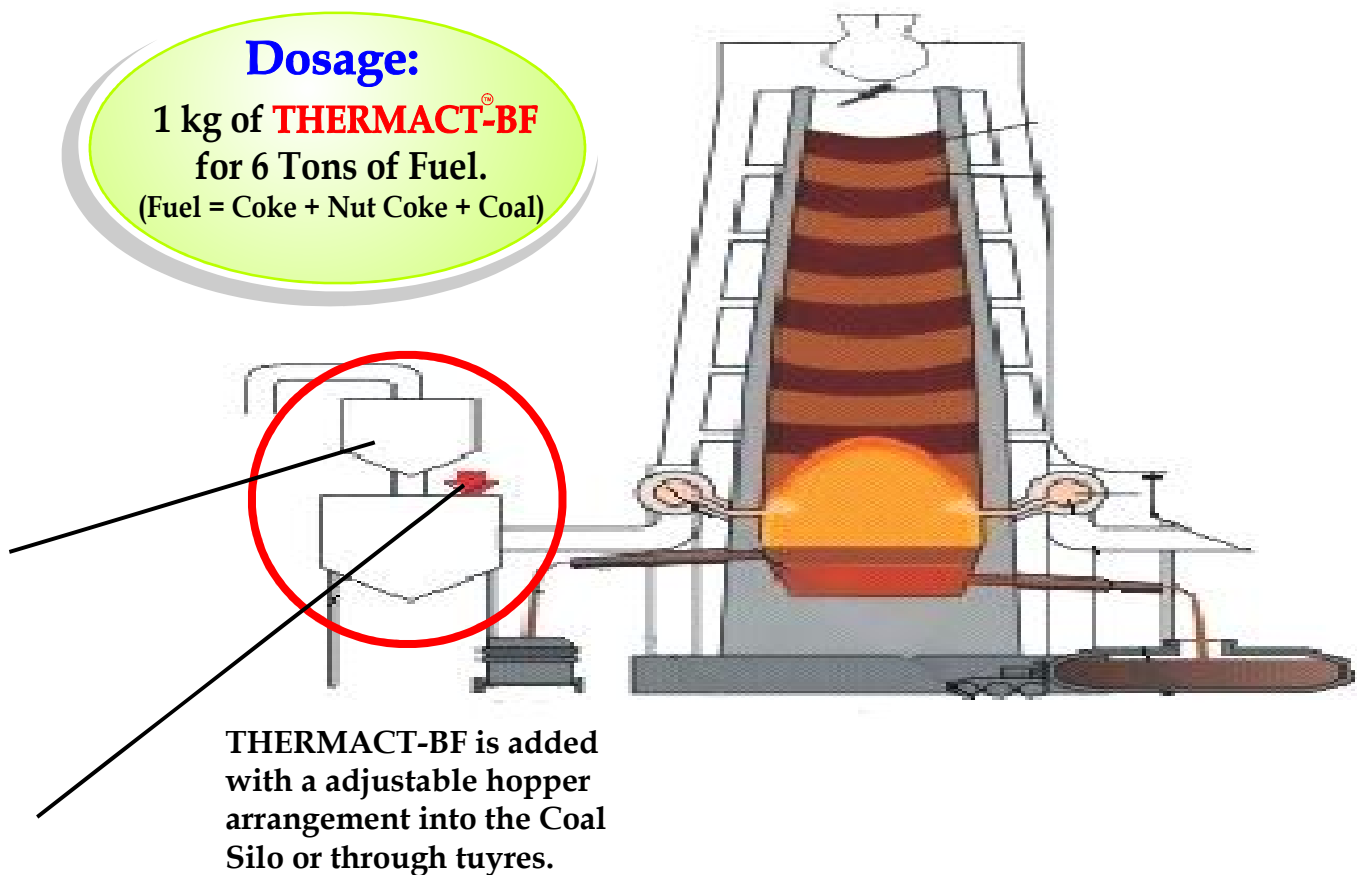 Dosage:
1 kg of THERMACT™-BF
for 6 Tons of Fuel.
(Fuel = Coke + Nut Coke + Coal)
THERMACT-BF is added
with a adjustable hopper
arrangement into the Coal
Silo or through tuyres.